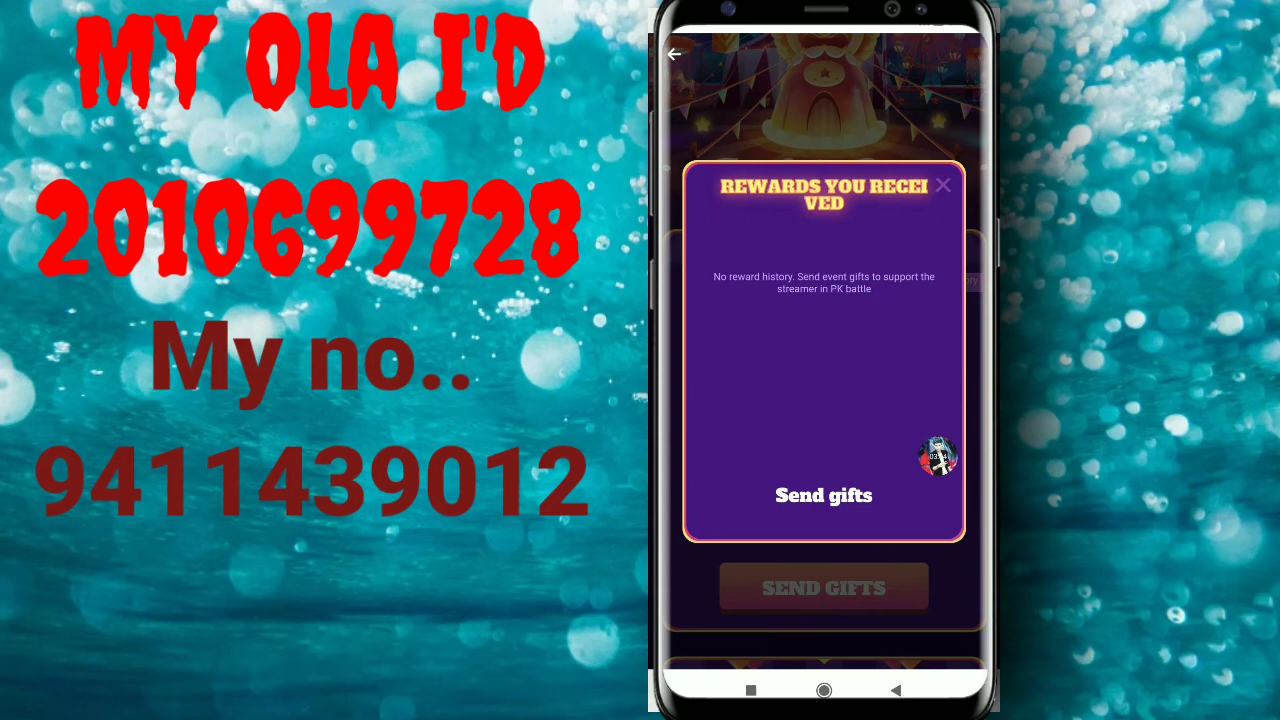 MY OLA I'D
2010699728
My no..
9411439012
REWARDS YOU RECEI
VED
No reward history. Send event gifts to support the
streamer in PK battle
Send gifts
SEND GIFTS